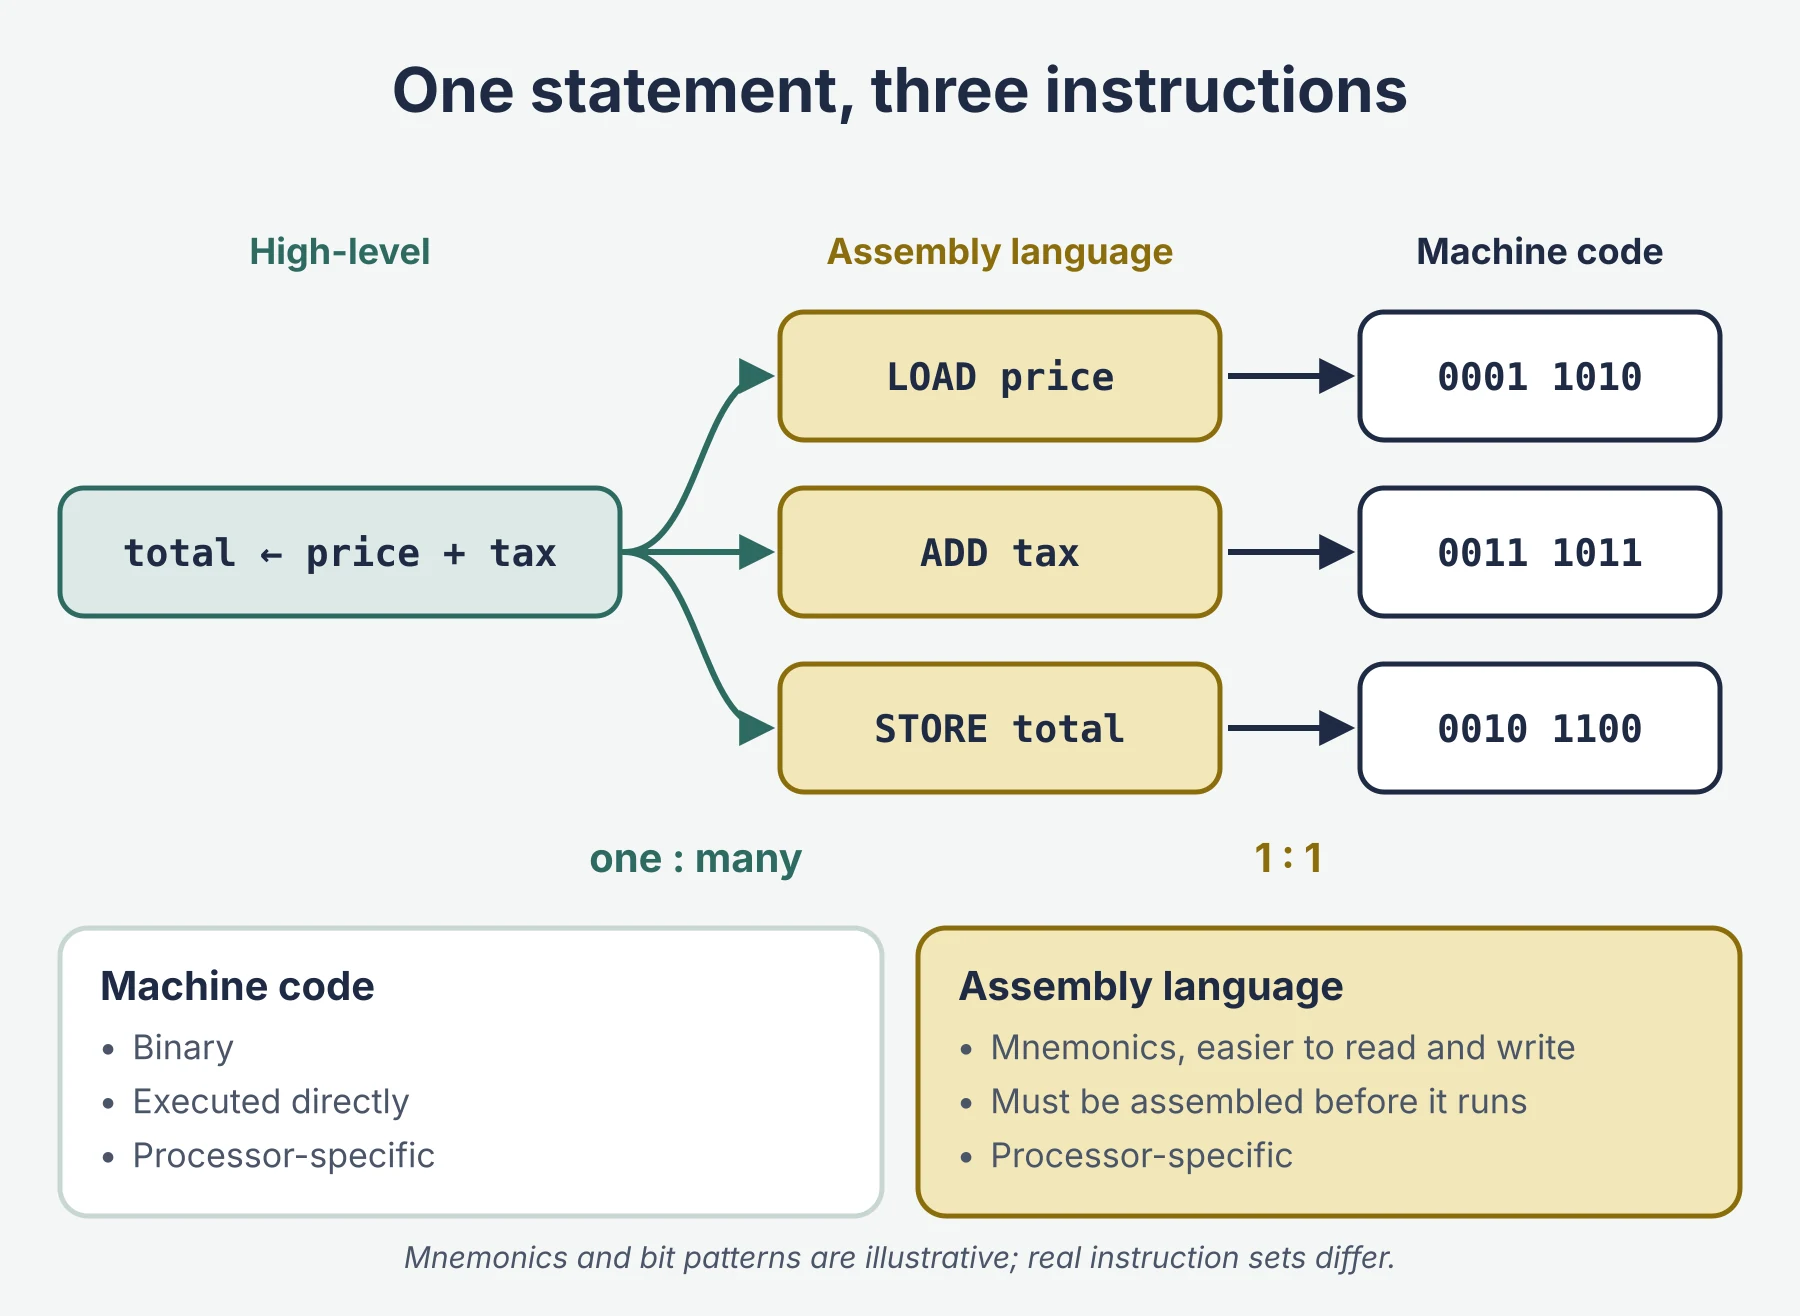 One statement, three instructions
High-level
Assembly language
Machine code
total ← price + tax
LOAD price
0001 1010
ADD tax
0011 1011
STORE total
0010 1100
one : many
1 : 1
Machine code
• Binary
• Executed directly
• Processor-specific
Assembly language
• Mnemonics, easier to read and write
• Must be assembled before it runs
• Processor-specific
Mnemonics and bit patterns are illustrative; real instruction sets differ.